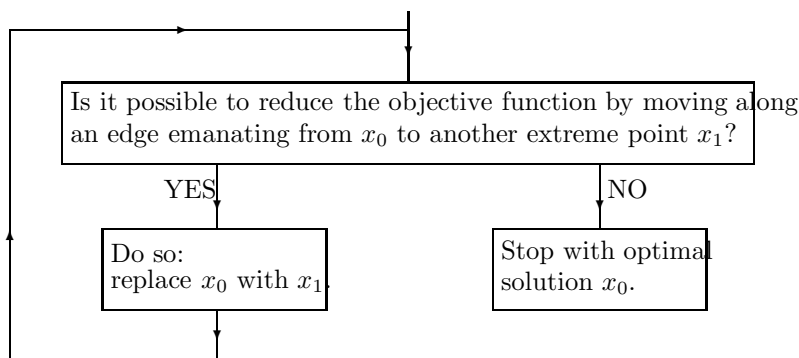 Is it possible to reduce the objective function by moving along
an edge emanating from x₀ to another extreme point x₁?
YES
NO
Do so:
replace x₀ with x₁.
Stop with optimal
solution x₀.